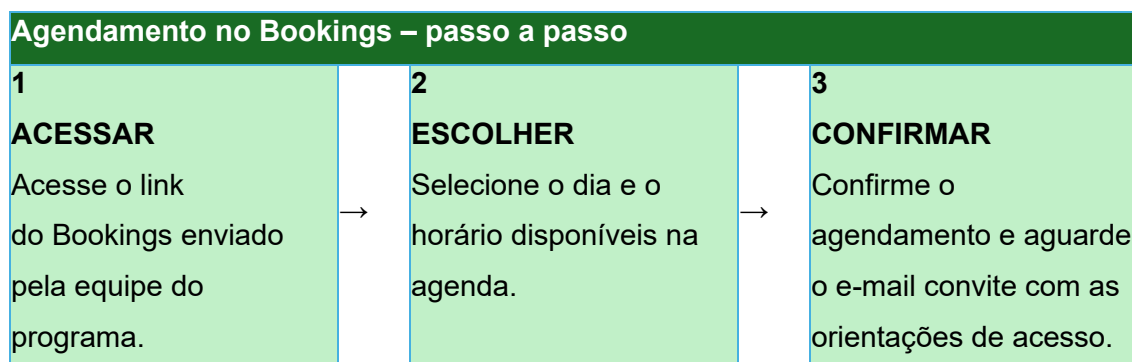 Agendamento no Bookings – passo a passo
1
ACESSAR
Acesse o link
do Bookings enviado
pela equipe do
programa.
→
2
ESCOLHER
Selecione o dia e o
horário disponíveis na
agenda.
→
3
CONFIRMAR
Confirme o
agendamento e aguarde
o e-mail convite com as
orientações de acesso.